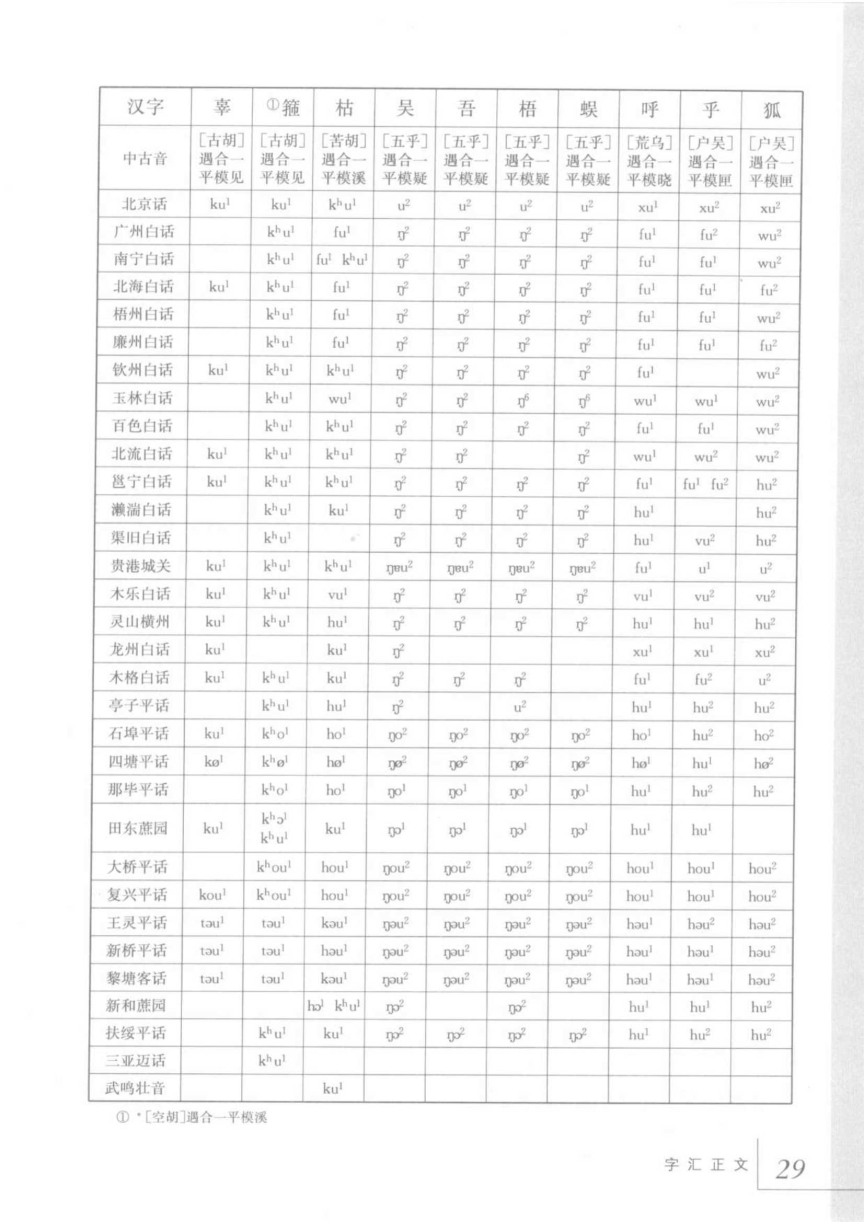 汉字 辜 ①箍 枯 吴 吾 梧 蜈 呼 乎 狐
中古音 [古胡]遇合一平模见 [古胡]遇合一平模见 [苦胡]遇合一平模溪 [五乎]遇合一平模疑 [五乎]遇合一平模疑 [五乎]遇合一平模疑 [五乎]遇合一平模疑 [荒乌]遇合一平模晓 [户吴]遇合一平模匣 [户吴]遇合一平模匣
北京话 ku¹ ku¹ kʰu¹ u² u² u² u² xu¹ xu² xu²
广州白话 kʰu¹ fu¹ ŋ̍² ŋ̍² ŋ̍² ŋ̍² fu¹ fu² wu²
南宁白话 kʰu¹ fu¹ kʰu¹ ŋ̍² ŋ̍² ŋ̍² ŋ̍² fu¹ fu¹ wu²
北海白话 ku¹ kʰu¹ fu¹ ŋ̍² ŋ̍² ŋ̍² ŋ̍² fu¹ fu¹ fu²
梧州白话 kʰu¹ fu¹ ŋ̍² ŋ̍² ŋ̍² ŋ̍² fu¹ fu¹ wu²
廉州白话 kʰu¹ fu¹ ŋ̍² ŋ̍² ŋ̍² ŋ̍² fu¹ fu¹ fu²
钦州白话 ku¹ kʰu¹ kʰu¹ ŋ̍² ŋ̍² ŋ̍² ŋ̍² fu¹ wu²
玉林白话 kʰu¹ wu¹ ŋ̍² ŋ̍² ŋ̍⁶ ŋ̍⁶ wu¹ wu¹ wu²
百色白话 kʰu¹ kʰu¹ ŋ̍² ŋ̍² ŋ̍² ŋ̍² fu¹ fu¹ wu²
北流白话 ku¹ kʰu¹ kʰu¹ ŋ̍² ŋ̍² ŋ̍² wu¹ wu² wu²
邕宁白话 ku¹ kʰu¹ kʰu¹ ŋ̍² ŋ̍² ŋ̍² ŋ̍² fu¹ fu¹ fu² hu²
濑湍白话 kʰu¹ ku¹ ŋ̍² ŋ̍² ŋ̍² ŋ̍² hu¹ hu²
渠旧白话 kʰu¹ ŋ̍² ŋ̍² ŋ̍² ŋ̍² hu¹ vu² hu²
贵港城关 ku¹ kʰu¹ kʰu¹ ŋɐu² ŋɐu² ŋɐu² ŋɐu² fu¹ u¹ u²
木乐白话 ku¹ kʰu¹ vu¹ ŋ̍² ŋ̍² ŋ̍² ŋ̍² vu¹ vu² vu²
灵山横州 ku¹ kʰu¹ hu¹ ŋ̍² ŋ̍² ŋ̍² ŋ̍² hu¹ hu¹ hu²
龙州白话 ku¹ ku¹ ŋ̍² xu¹ xu¹ xu²
木格白话 ku¹ kʰu¹ ku¹ ŋ̍² ŋ̍² ŋ̍² fu¹ fu² u²
亭子平话 kʰu¹ hu¹ ŋ̍² u² hu¹ hu² hu²
石埠平话 ku¹ kʰo¹ ho¹ ŋo² ŋo² ŋo² ŋo² ho¹ hu² ho²
四塘平话 kø¹ kʰø¹ hø¹ ŋø² ŋø² ŋø² ŋø² hø¹ hu¹ hø²
那毕平话 kʰo¹ ho¹ ŋo¹ ŋo¹ ŋo¹ ŋo¹ hu¹ hu² hu²
田东蔗园 ku¹ kʰɔ¹ kʰu¹ ku¹ ŋɔ¹ ŋɔ¹ ŋɔ¹ ŋɔ¹ hu¹ hu¹
大桥平话 kʰou¹ hou¹ ŋou² ŋou² ŋou² ŋou² hou¹ hou¹ hou²
复兴平话 kou¹ kʰou¹ hou¹ ŋou² ŋou² ŋou² ŋou² hou¹ hou¹ hou²
王灵平话 təu¹ təu¹ kəu¹ ŋəu² ŋəu² ŋəu² ŋəu² həu¹ həu² həu²
新桥平话 təu¹ təu¹ həu¹ ŋəu² ŋəu² ŋəu² ŋəu² həu¹ həu¹ həu²
黎塘客话 təu¹ təu¹ kəu¹ ŋəu² ŋəu² ŋəu² ŋəu² həu¹ həu¹ həu²
新和蔗园 hɔ¹ kʰu¹ ŋɔ² ŋɔ² hu¹ hu¹ hu²
扶绥平话 kʰu¹ ku¹ ŋɔ² ŋɔ² ŋɔ² ŋɔ² hu¹ hu² hu²
三亚迈话 kʰu¹
武鸣壮音 ku¹
① *[空胡]遇合一平模溪
字汇正文 29